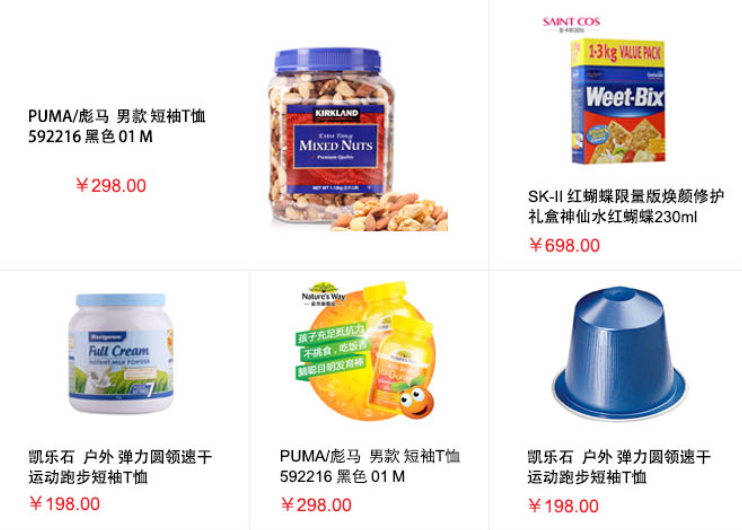 PUMA/彪马 男款 短袖T恤
592216 黑色 01 M
￥298.00
KIRKLAND
Extra Fancy
MIXED NUTS
Premium Quality
SAINT COS
1-3kg VALUE PACK
Weet-Bix
SK-II 红蝴蝶限量版焕颜修护
礼盒神仙水红蝴蝶230ml
￥698.00
Full Cream
INSTANT MILK POWDER
7
凯乐石 户外 弹力圆领速干
运动跑步短袖T恤
￥198.00
Nature's Way
孩子充足抵抗力
不挑食，吃饭香
脑聪目明发育棒
Nature's Way
PUMA/彪马 男款 短袖T恤
592216 黑色 01 M
￥298.00
凯乐石 户外 弹力圆领速干
运动跑步短袖T恤
￥198.00